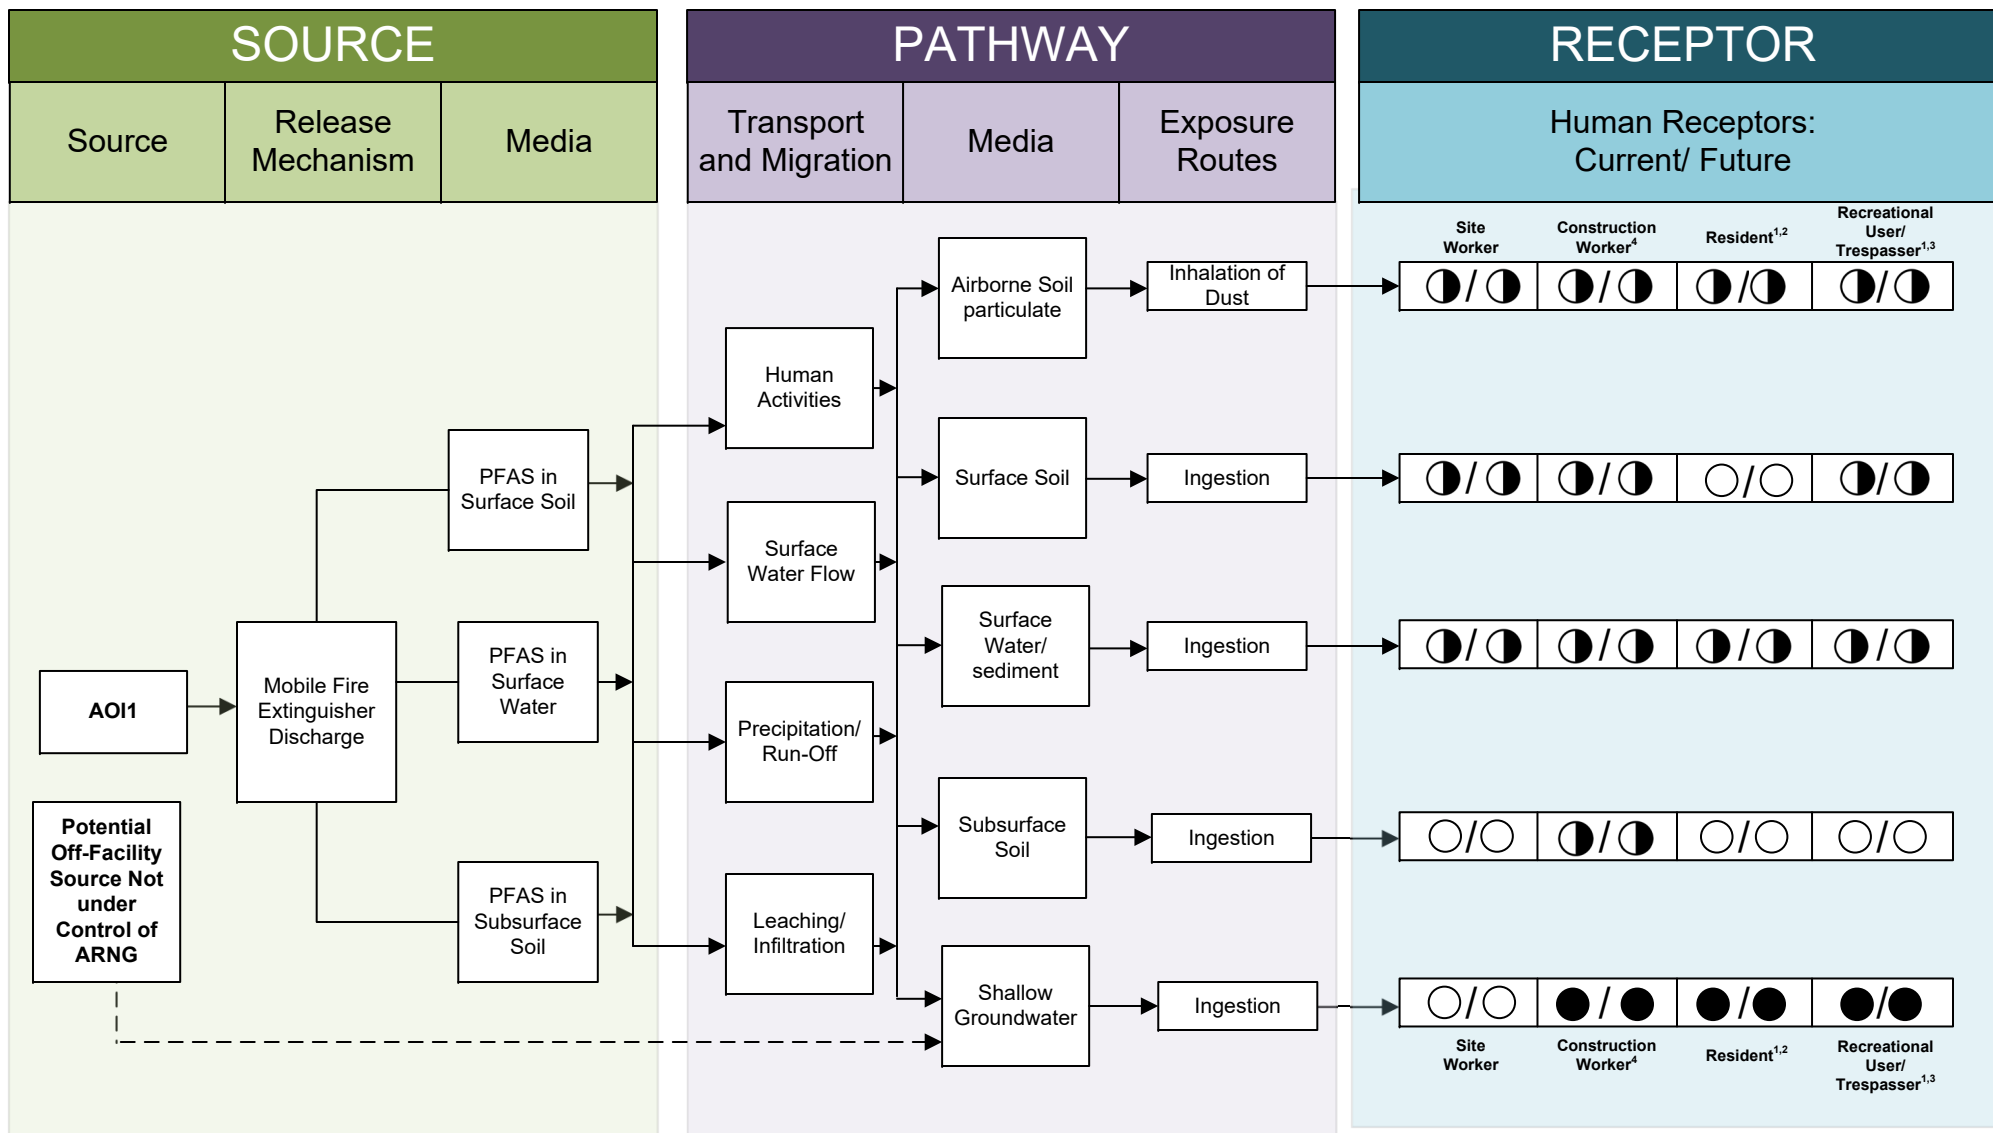 SOURCE
PATHWAY
RECEPTOR
Source
Release
Mechanism
Media
Transport
and Migration
Media
Exposure
Routes
Human Receptors:
Current/ Future
Site
Worker
Construction
Worker4
Resident1,2
Recreational
User/
Trespasser1,3
AOI1
Potential
Off-Facility
Source Not
under
Control of
ARNG
Mobile Fire
Extinguisher
Discharge
PFAS in
Surface Soil
PFAS in
Surface
Water
PFAS in
Subsurface
Soil
Human
Activities
Surface
Water Flow
Precipitation/
Run-Off
Leaching/
Infiltration
Airborne Soil
particulate
Surface Soil
Surface
Water/
sediment
Subsurface
Soil
Shallow
Groundwater
Inhalation of
Dust
Ingestion
Ingestion
Ingestion
Ingestion
/ / / /
/ / / /
/ / / /
/ / / /
/ / / /
Site
Worker
Construction
Worker4
Resident1,2
Recreational
User/
Trespasser1,3